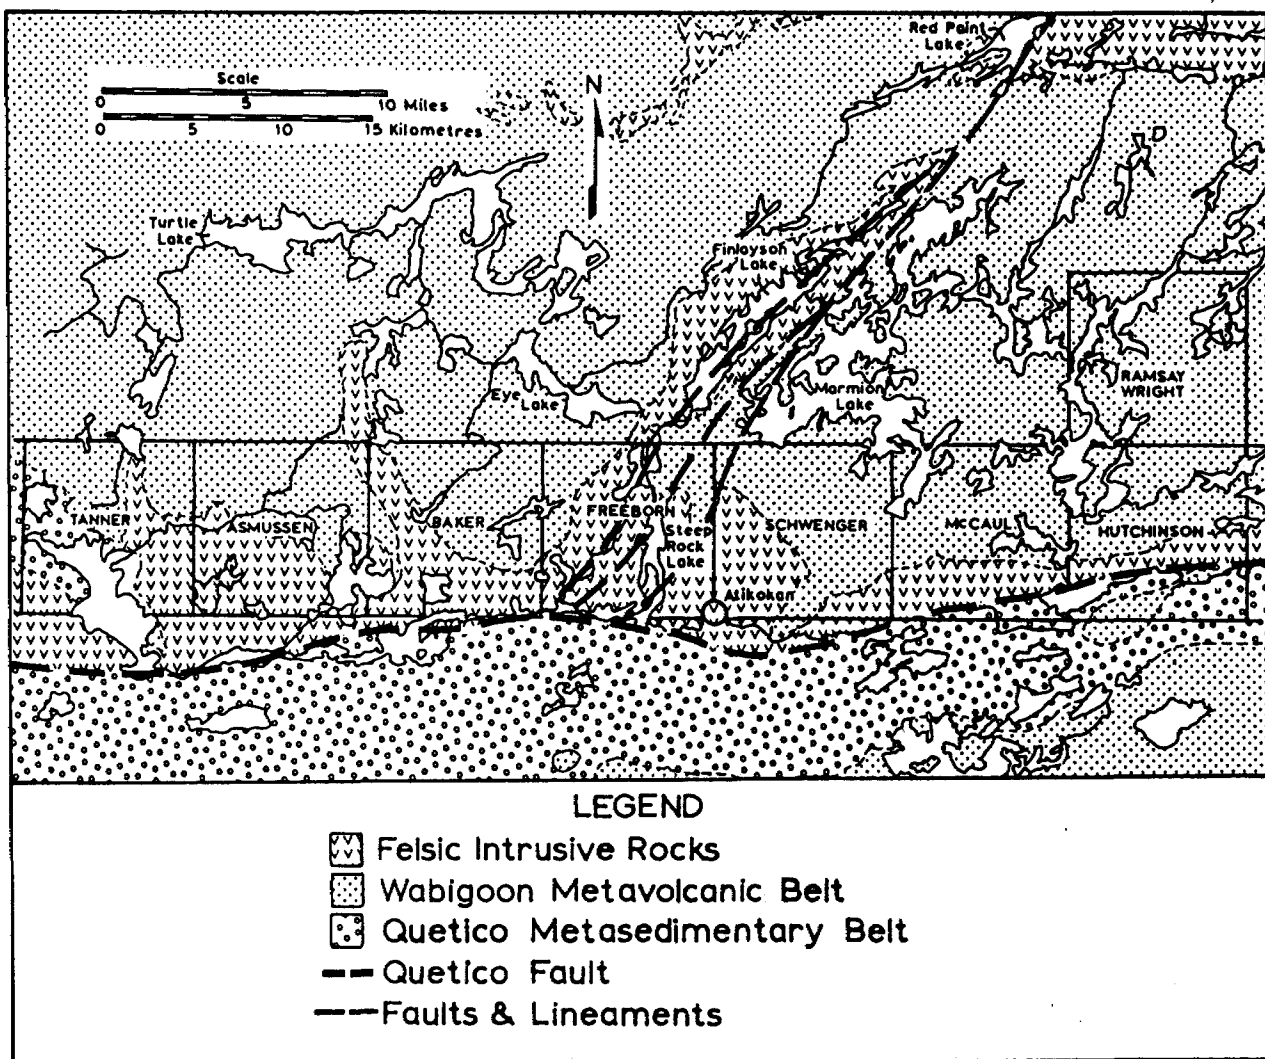 Red Paint
Lake
Scale
0 5 10 Miles
0 5 10 15 Kilometres
N
Turtle
Lake
Finlayson
Lake
Eye
Lake
Marmion
Lake
RAMSAY
WRIGHT
TANNER
ASMUSSEN
BAKER
FREEBORN
SCHWENGER
McCAUL
HUTCHINSON
Steep
Rock
Lake
Atikokan
LEGEND
Felsic Intrusive Rocks
Wabigoon Metavolcanic Belt
Quetico Metasedimentary Belt
Quetico Fault
Faults & Lineaments